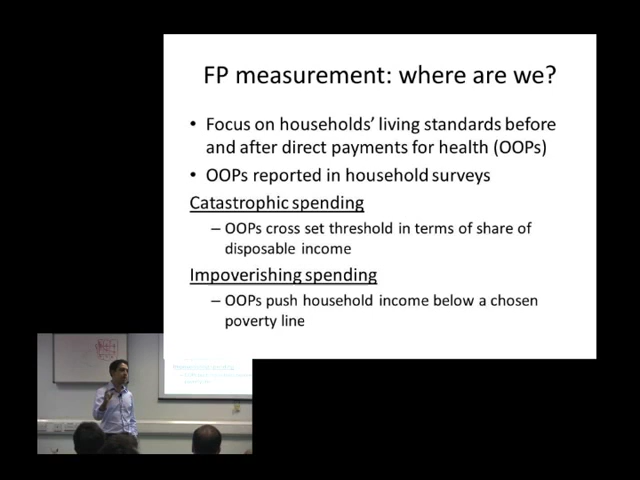 FP measurement: where are we?
• Focus on households' living standards before
and after direct payments for health (OOPs)
• OOPs reported in household surveys
Catastrophic spending
– OOPs cross set threshold in terms of share of
disposable income
Impoverishing spending
– OOPs push household income below a chosen
poverty line